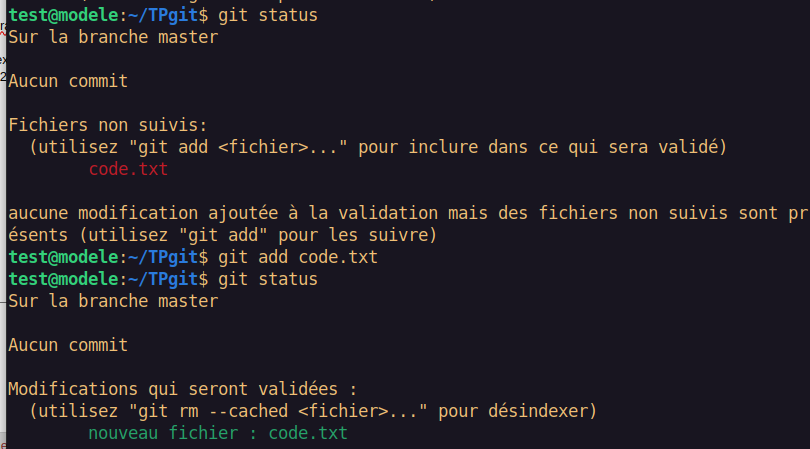 test@modele:~/TPgit$ git status
Sur la branche master
Aucun commit
Fichiers non suivis:
(utilisez "git add <fichier>..." pour inclure dans ce qui sera validé)
code.txt
aucune modification ajoutée à la validation mais des fichiers non suivis sont pr
ésents (utilisez "git add" pour les suivre)
test@modele:~/TPgit$ git add code.txt
test@modele:~/TPgit$ git status
Sur la branche master
Aucun commit
Modifications qui seront validées :
(utilisez "git rm --cached <fichier>..." pour désindexer)
nouveau fichier : code.txt